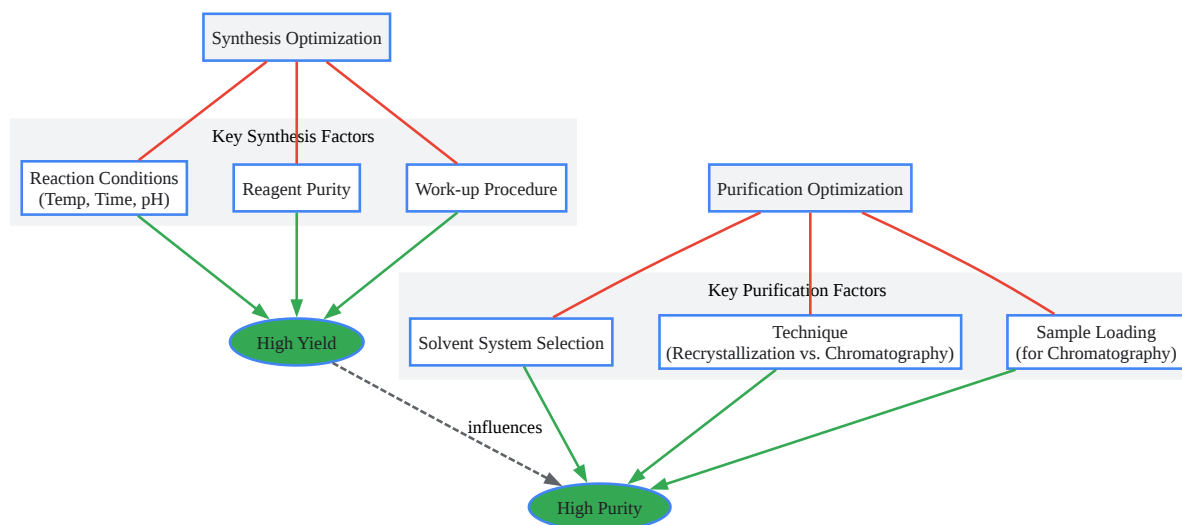 Synthesis Optimization
Key Synthesis Factors
Reaction Conditions
(Temp, Time, pH)
Reagent Purity
Work-up Procedure
Purification Optimization
Key Purification Factors
Solvent System Selection
Technique
(Recrystallization vs. Chromatography)
Sample Loading
(for Chromatography)
High Yield
influences
High Purity